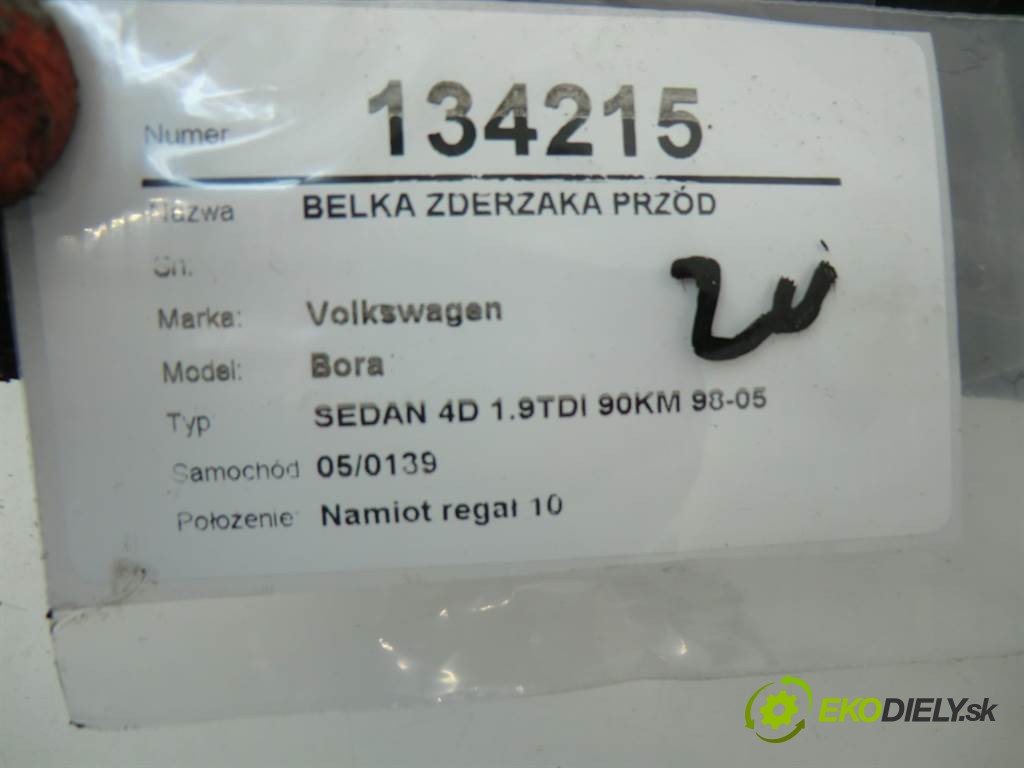 Numer 134215
Nazwa BELKA ZDERZAKA PRZÓD
Sn:
Marka: Volkswagen
Model: Bora
Typ SEDAN 4D 1.9TDI 90KM 98-05
Samochód 05/0139
Położenie Namiot regał 10
EKODIELY.sk